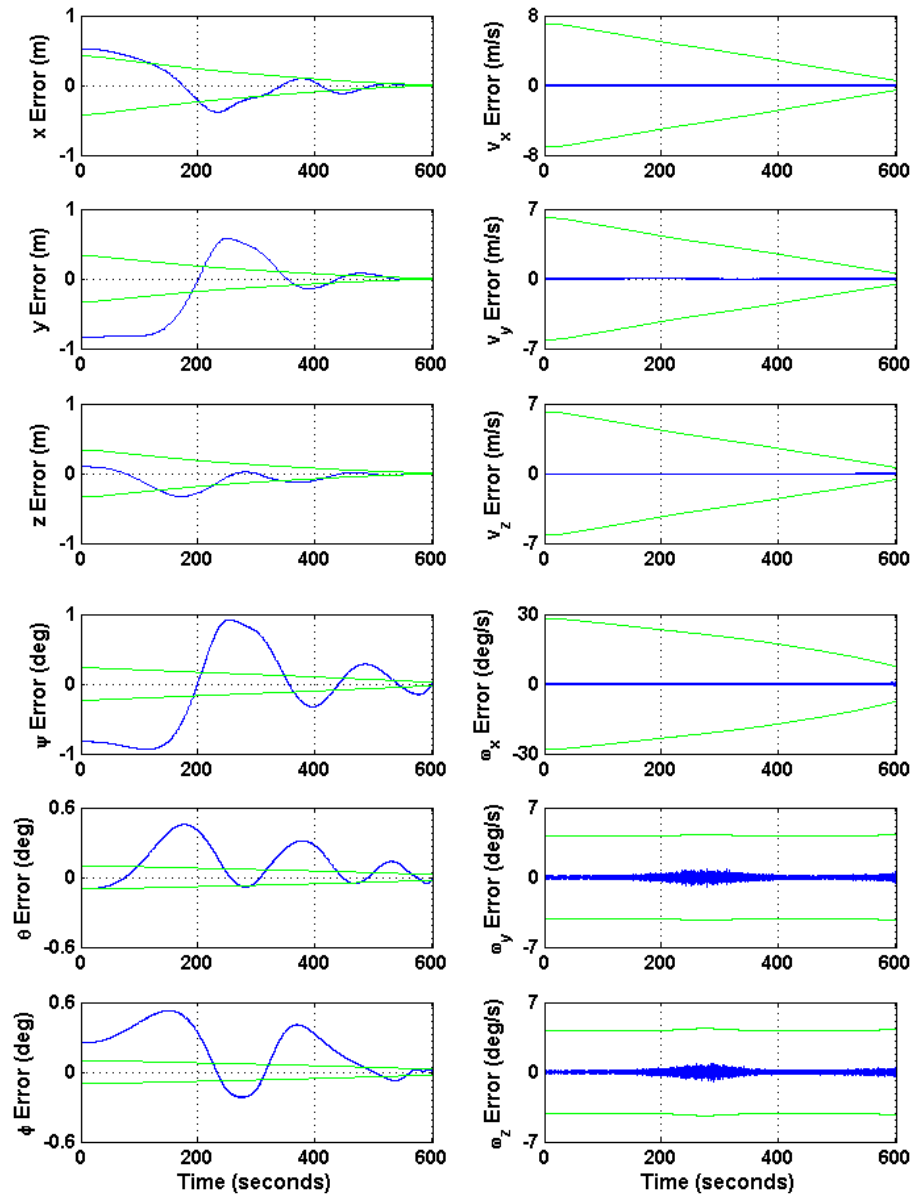 x Error (m)
1
0
-1
0 200 400 600
v_x Error (m/s)
8
0
-8
0 200 400 600
y Error (m)
1
0
-1
0 200 400 600
v_y Error (m/s)
7
0
-7
0 200 400 600
z Error (m)
1
0
-1
0 200 400 600
v_z Error (m/s)
7
0
-7
0 200 400 600
ψ Error (deg)
1
0
-1
0 200 400 600
ω_x Error (deg/s)
30
0
-30
0 200 400 600
θ Error (deg)
0.6
0
-0.6
0 200 400 600
ω_y Error (deg/s)
7
0
-7
0 200 400 600
ϕ Error (deg)
0.6
0
-0.6
0 200 400 600
Time (seconds)
ω_z Error (deg/s)
7
0
-7
0 200 400 600
Time (seconds)